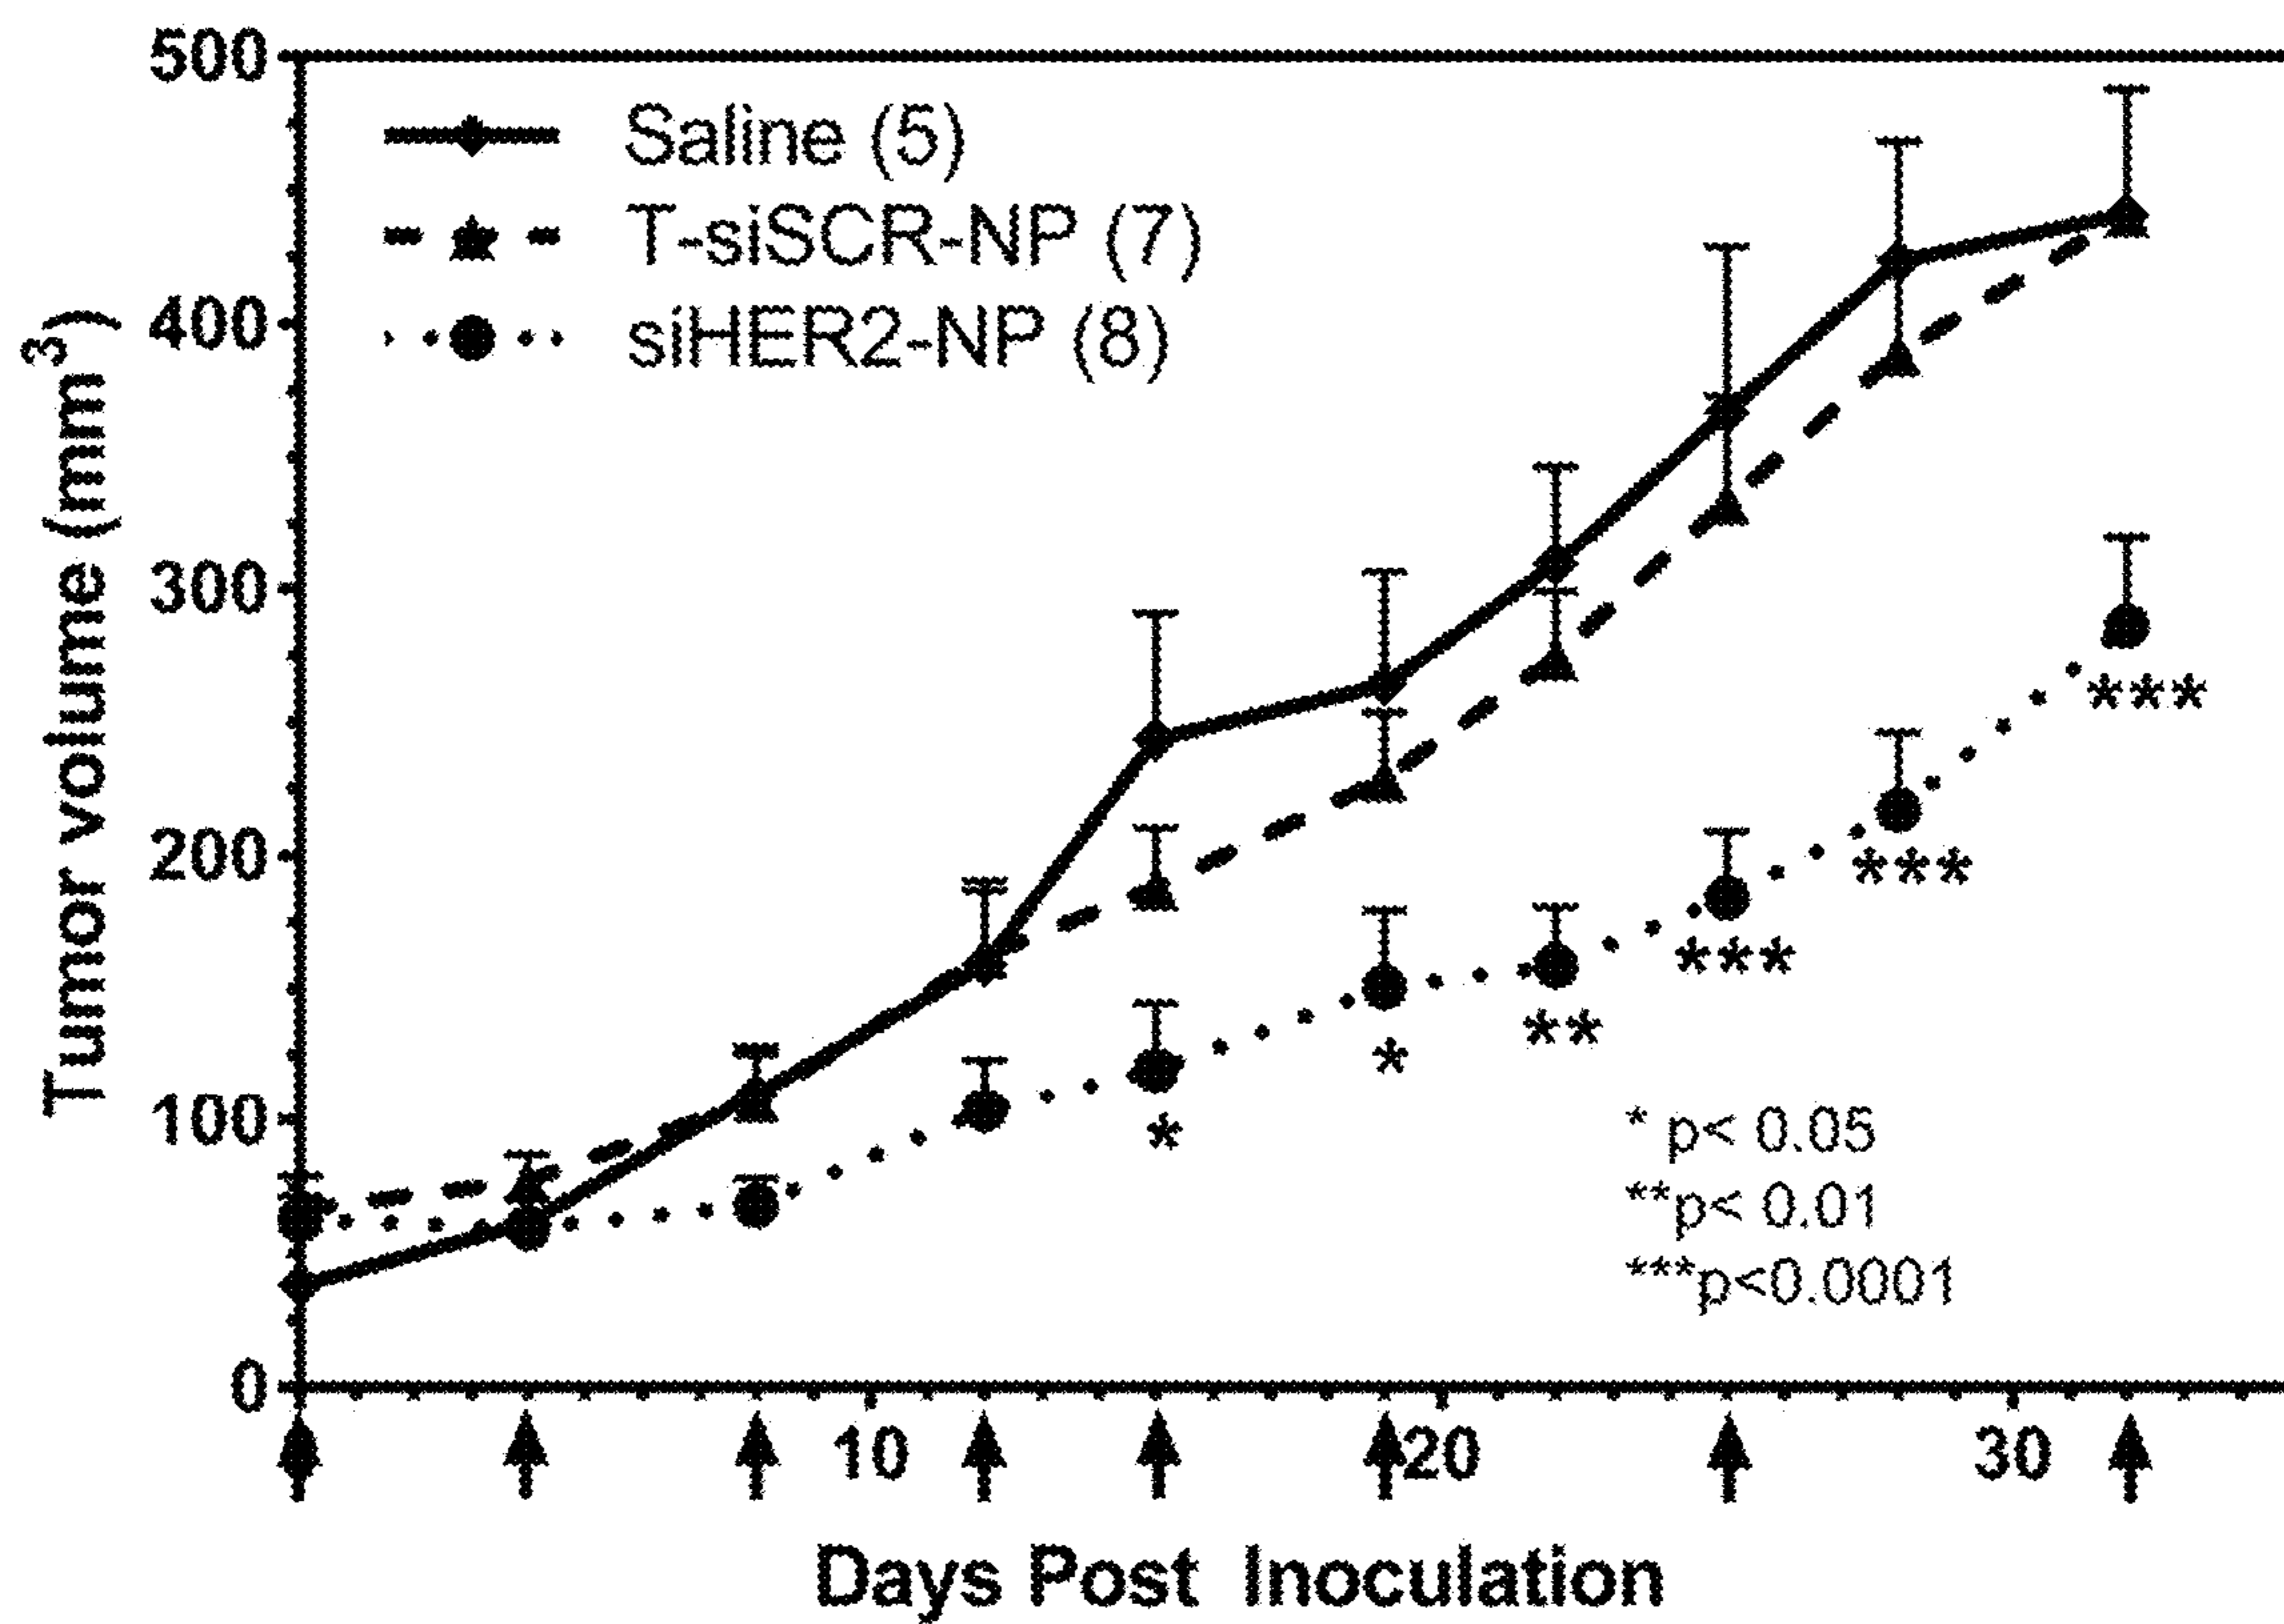 500
400
300
200
100
0
Tumor volume (mm3)
Saline (5)
T-siSCR-NP (7)
siHER2-NP (8)
*
*
**
***
***
***
* p< 0.05
**p< 0.01
***p<0.0001
10
20
30
Days Post Inoculation